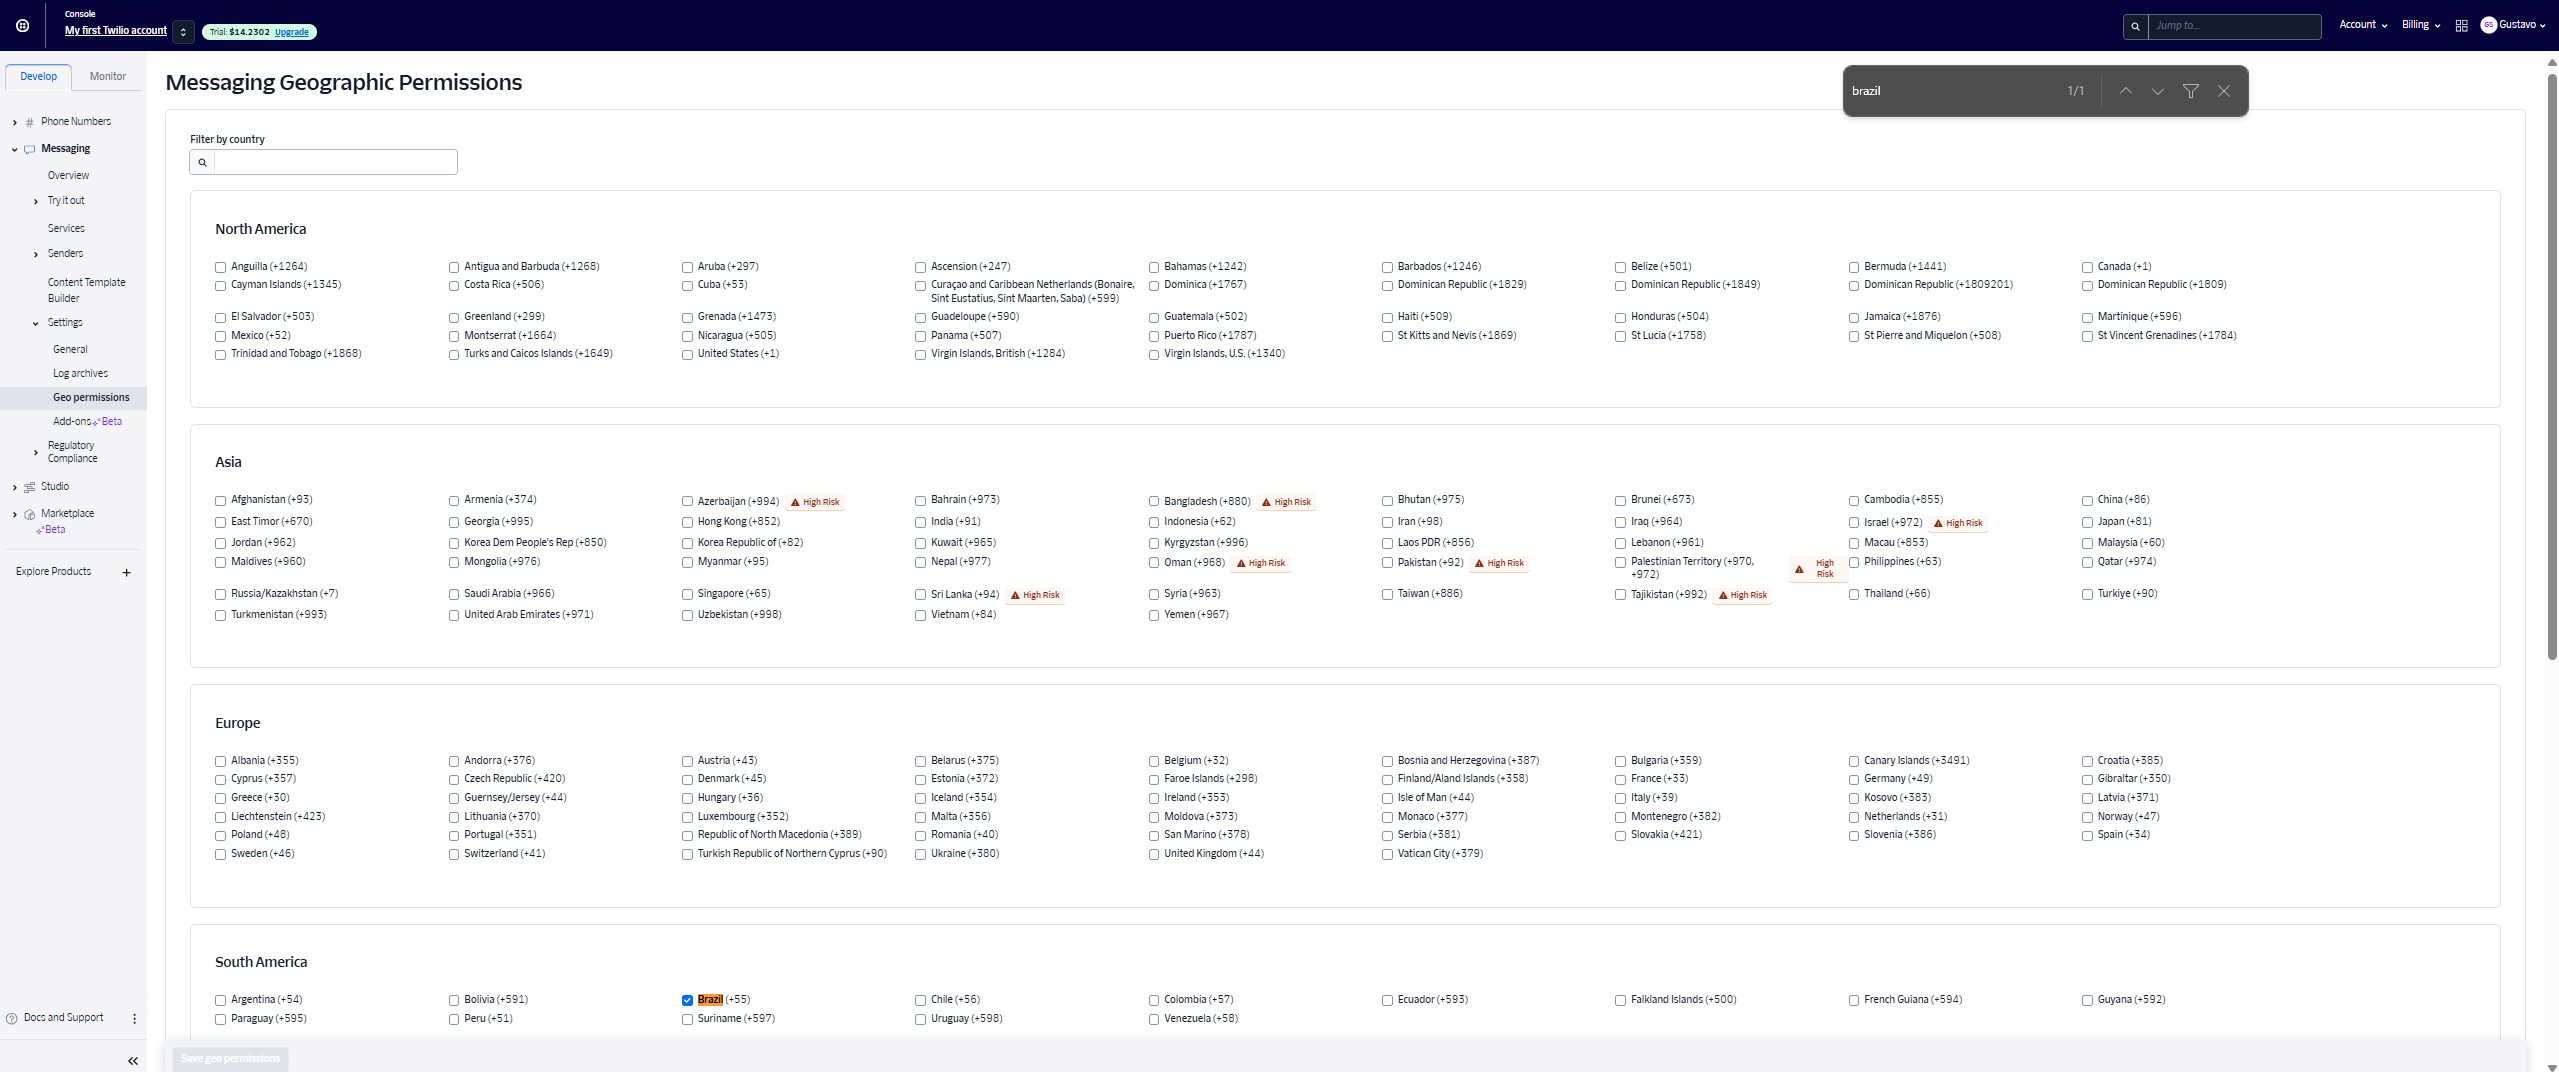 Console
My first Twilio account
Trial: $14.2302 Upgrade
Jump to...
Account
Billing
GS Gustavo
Develop
Monitor
Phone Numbers
Messaging
Overview
Try it out
Services
Senders
Content Template
Builder
Settings
General
Log archives
Geo permissions
Add-ons Beta
Regulatory
Compliance
Studio
Marketplace
Beta
Explore Products
Docs and Support
Messaging Geographic Permissions
brazil 1/1
Filter by country
North America
Anguilla (+1264) Antigua and Barbuda (+1268) Aruba (+297) Ascension (+247) Bahamas (+1242) Barbados (+1246) Belize (+501) Bermuda (+1441) Canada (+1)
Cayman Islands (+1345) Costa Rica (+506) Cuba (+53) Curaçao and Caribbean Netherlands (Bonaire, Dominica (+1767) Dominican Republic (+1829) Dominican Republic (+1849) Dominican Republic (+1809201) Dominican Republic (+1809)
Sint Eustatius, Sint Maarten, Saba) (+599)
El Salvador (+503) Greenland (+299) Grenada (+1473) Guadeloupe (+590) Guatemala (+502) Haiti (+509) Honduras (+504) Jamaica (+1876) Martinique (+596)
Mexico (+52) Montserrat (+1664) Nicaragua (+505) Panama (+507) Puerto Rico (+1787) St Kitts and Nevis (+1869) St Lucia (+1758) St Pierre and Miquelon (+508) St Vincent Grenadines (+1784)
Trinidad and Tobago (+1868) Turks and Caicos Islands (+1649) United States (+1) Virgin Islands, British (+1284) Virgin Islands, U.S. (+1340)
Asia
Afghanistan (+93) Armenia (+374) Azerbaijan (+994) High Risk Bahrain (+973) Bangladesh (+880) High Risk Bhutan (+975) Brunei (+673) Cambodia (+855) China (+86)
East Timor (+670) Georgia (+995) Hong Kong (+852) India (+91) Indonesia (+62) Iran (+98) Iraq (+964) Israel (+972) High Risk Japan (+81)
Jordan (+962) Korea Dem People's Rep (+850) Korea Republic of (+82) Kuwait (+965) Kyrgyzstan (+996) Laos PDR (+856) Lebanon (+961) Macau (+853) Malaysia (+60)
Maldives (+960) Mongolia (+976) Myanmar (+95) Nepal (+977) Oman (+968) High Risk Pakistan (+92) High Risk Palestinian Territory (+970, High Philippines (+63) Qatar (+974)
+972) Risk
Russia/Kazakhstan (+7) Saudi Arabia (+966) Singapore (+65) Sri Lanka (+94) High Risk Syria (+963) Taiwan (+886) Tajikistan (+992) High Risk Thailand (+66) Turkiye (+90)
Turkmenistan (+993) United Arab Emirates (+971) Uzbekistan (+998) Vietnam (+84) Yemen (+967)
Europe
Albania (+355) Andorra (+376) Austria (+43) Belarus (+375) Belgium (+32) Bosnia and Herzegovina (+387) Bulgaria (+359) Canary Islands (+3491) Croatia (+385)
Cyprus (+357) Czech Republic (+420) Denmark (+45) Estonia (+372) Faroe Islands (+298) Finland/Aland Islands (+358) France (+33) Germany (+49) Gibraltar (+350)
Greece (+30) Guernsey/Jersey (+44) Hungary (+36) Iceland (+354) Ireland (+353) Isle of Man (+44) Italy (+39) Kosovo (+383) Latvia (+371)
Liechtenstein (+423) Lithuania (+370) Luxembourg (+352) Malta (+356) Moldova (+373) Monaco (+377) Montenegro (+382) Netherlands (+31) Norway (+47)
Poland (+48) Portugal (+351) Republic of North Macedonia (+389) Romania (+40) San Marino (+378) Serbia (+381) Slovakia (+421) Slovenia (+386) Spain (+34)
Sweden (+46) Switzerland (+41) Turkish Republic of Northern Cyprus (+90) Ukraine (+380) United Kingdom (+44) Vatican City (+379)
South America
Argentina (+54) Bolivia (+591) Brazil (+55) Chile (+56) Colombia (+57) Ecuador (+593) Falkland Islands (+500) French Guiana (+594) Guyana (+592)
Paraguay (+595) Peru (+51) Suriname (+597) Uruguay (+598) Venezuela (+58)
Save geo permissions